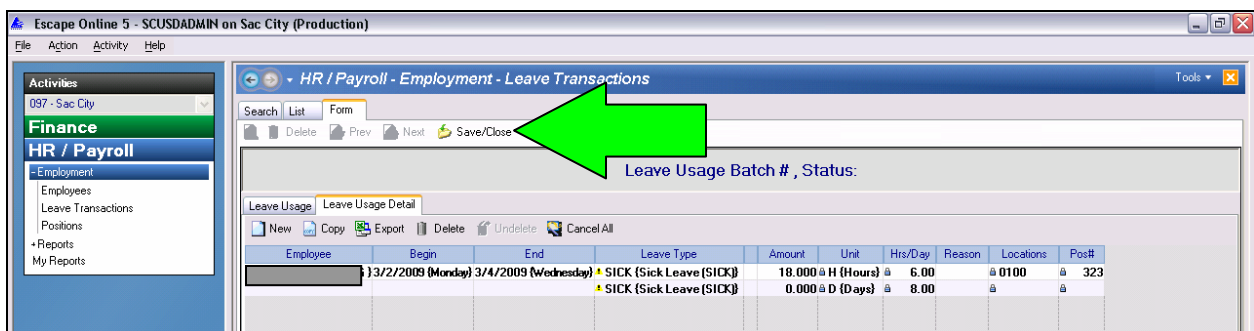 Escape Online 5 - SCUSDADMIN on Sac City (Production)
File Action Activity Help
Activities
097 - Sac City
Finance
HR / Payroll
- Employment
Employees
Leave Transactions
Positions
+ Reports
My Reports
HR / Payroll - Employment - Leave Transactions
Tools
Search List Form
Delete Prev Next Save/Close
Leave Usage Batch # , Status:
Leave Usage Leave Usage Detail
New Copy Export Delete Undelete Cancel All
Employee Begin End Leave Type Amount Unit Hrs/Day Reason Locations Pos#
3/2/2009 (Monday) 3/4/2009 (Wednesday) SICK {Sick Leave (SICK)} 18.000 H {Hours} 6.00 0100 323
SICK {Sick Leave (SICK)} 0.000 D {Days} 8.00